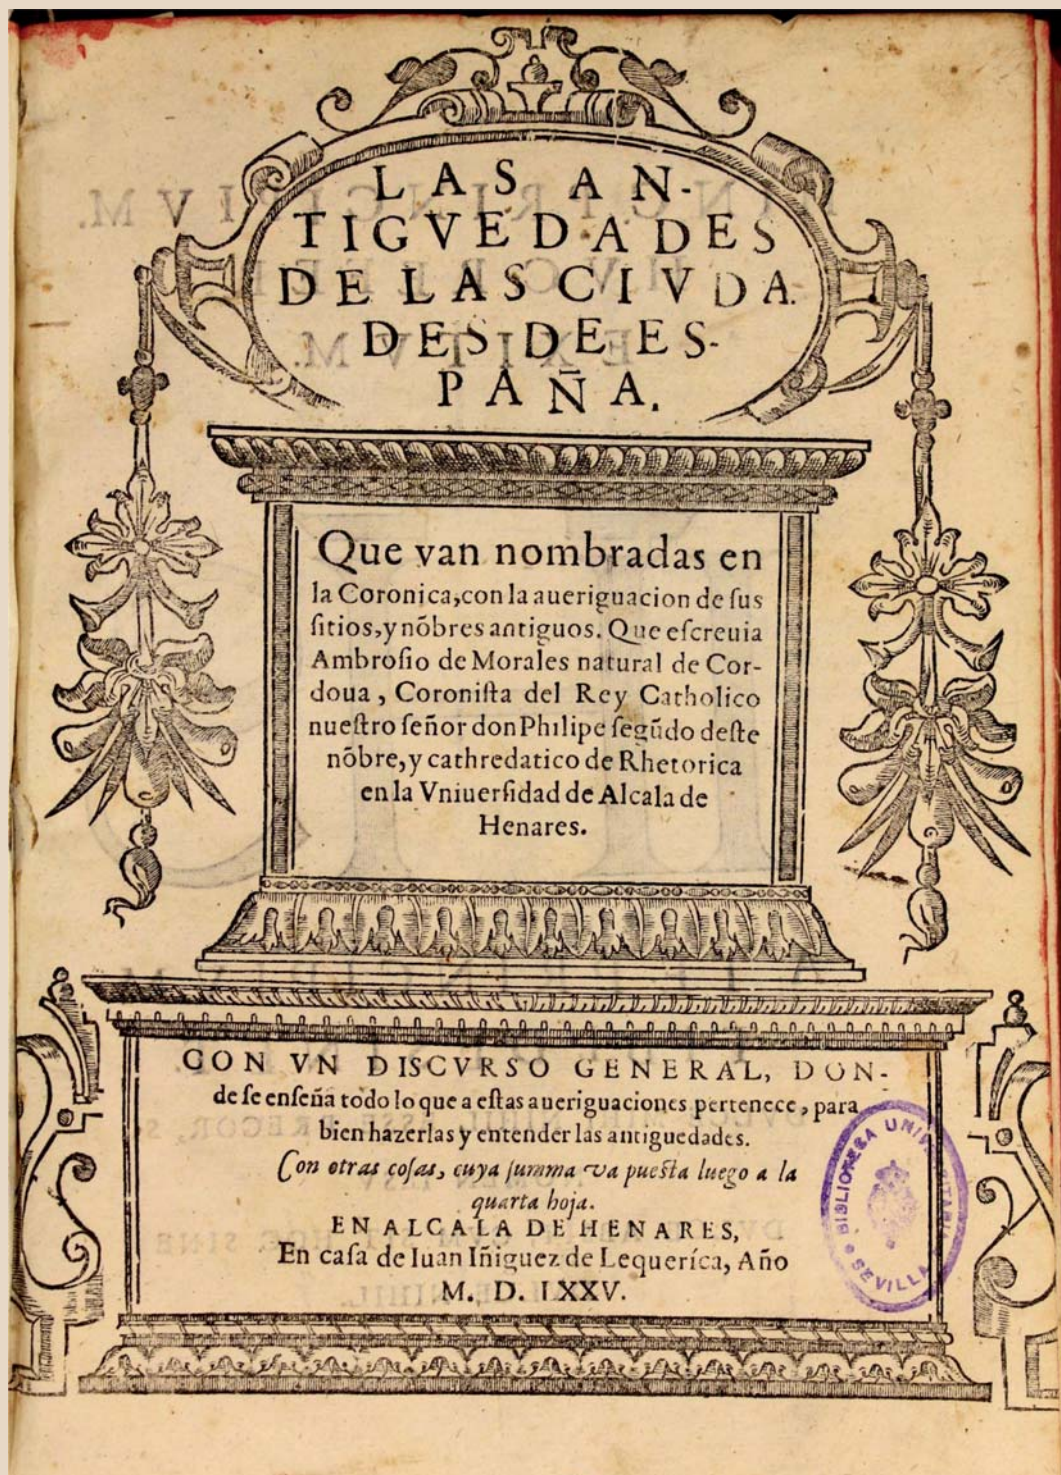 LAS AN-
TIGVEDADES
DE LAS CIVDA.
DES DE ES-
PAÑA.
Que van nombradas en
la Coronica, con la aueriguacion de ſus
ſitios, y nõbres antiguos. Que eſcreuia
Ambroſio de Morales natural de Cor-
doua, Coroniſta del Rey Catholico
nueſtro ſeñor don Philipe ſegũdo deſte
nõbre, y cathredatico de Rhetorica
en la Vniuerſidad de Alcala de
Henares.
CON VN DISCVRSO GENERAL, DON-
de ſe enſeña todo lo que a eſtas aueriguaciones pertenece, para
bien hazerlas y entender las antiguedades.
Con otras coſas, cuya ſumma va pueſta luego a la
quarta hoja.
EN ALCALA DE HENARES,
En caſa de Iuan Iñiguez de Lequeríca, Año
M. D. LXXV.
BIBLIOTECA
SEVILLA